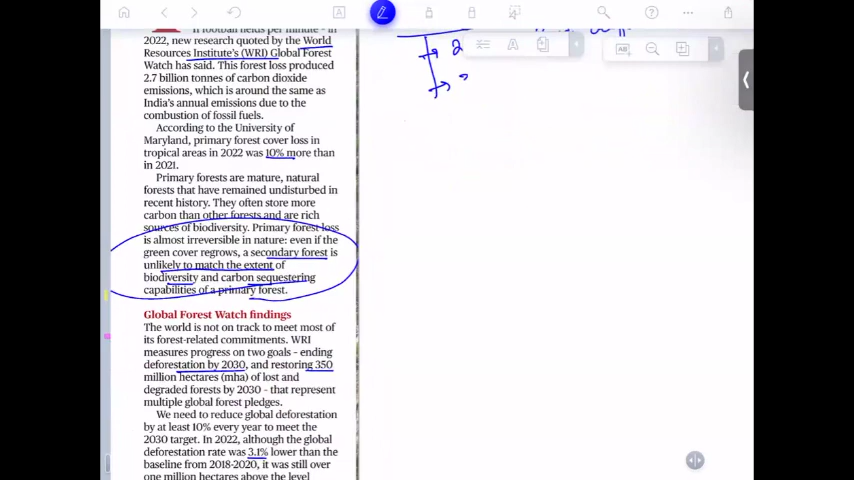 11 football fields per minute – in
2022, new research quoted by the World
Resources Institute's (WRI) Global Forest
Watch has said. This forest loss produced
2.7 billion tonnes of carbon dioxide
emissions, which is around the same as
India's annual emissions due to the
combustion of fossil fuels.
According to the University of
Maryland, primary forest cover loss in
tropical areas in 2022 was 10% more than
in 2021.
Primary forests are mature, natural
forests that have remained undisturbed in
recent history. They often store more
carbon than other forests and are rich
sources of biodiversity. Primary forest loss
is almost irreversible in nature: even if the
green cover regrows, a secondary forest is
unlikely to match the extent of
biodiversity and carbon sequestering
capabilities of a primary forest.
Global Forest Watch findings
The world is not on track to meet most of
its forest-related commitments. WRI
measures progress on two goals – ending
deforestation by 2030, and restoring 350
million hectares (mha) of lost and
degraded forests by 2030 – that represent
multiple global forest pledges.
We need to reduce global deforestation
by at least 10% every year to meet the
2030 target. In 2022, although the global
deforestation rate was 3.1% lower than the
baseline from 2018-2020, it was still over
one million hectares above the level
2